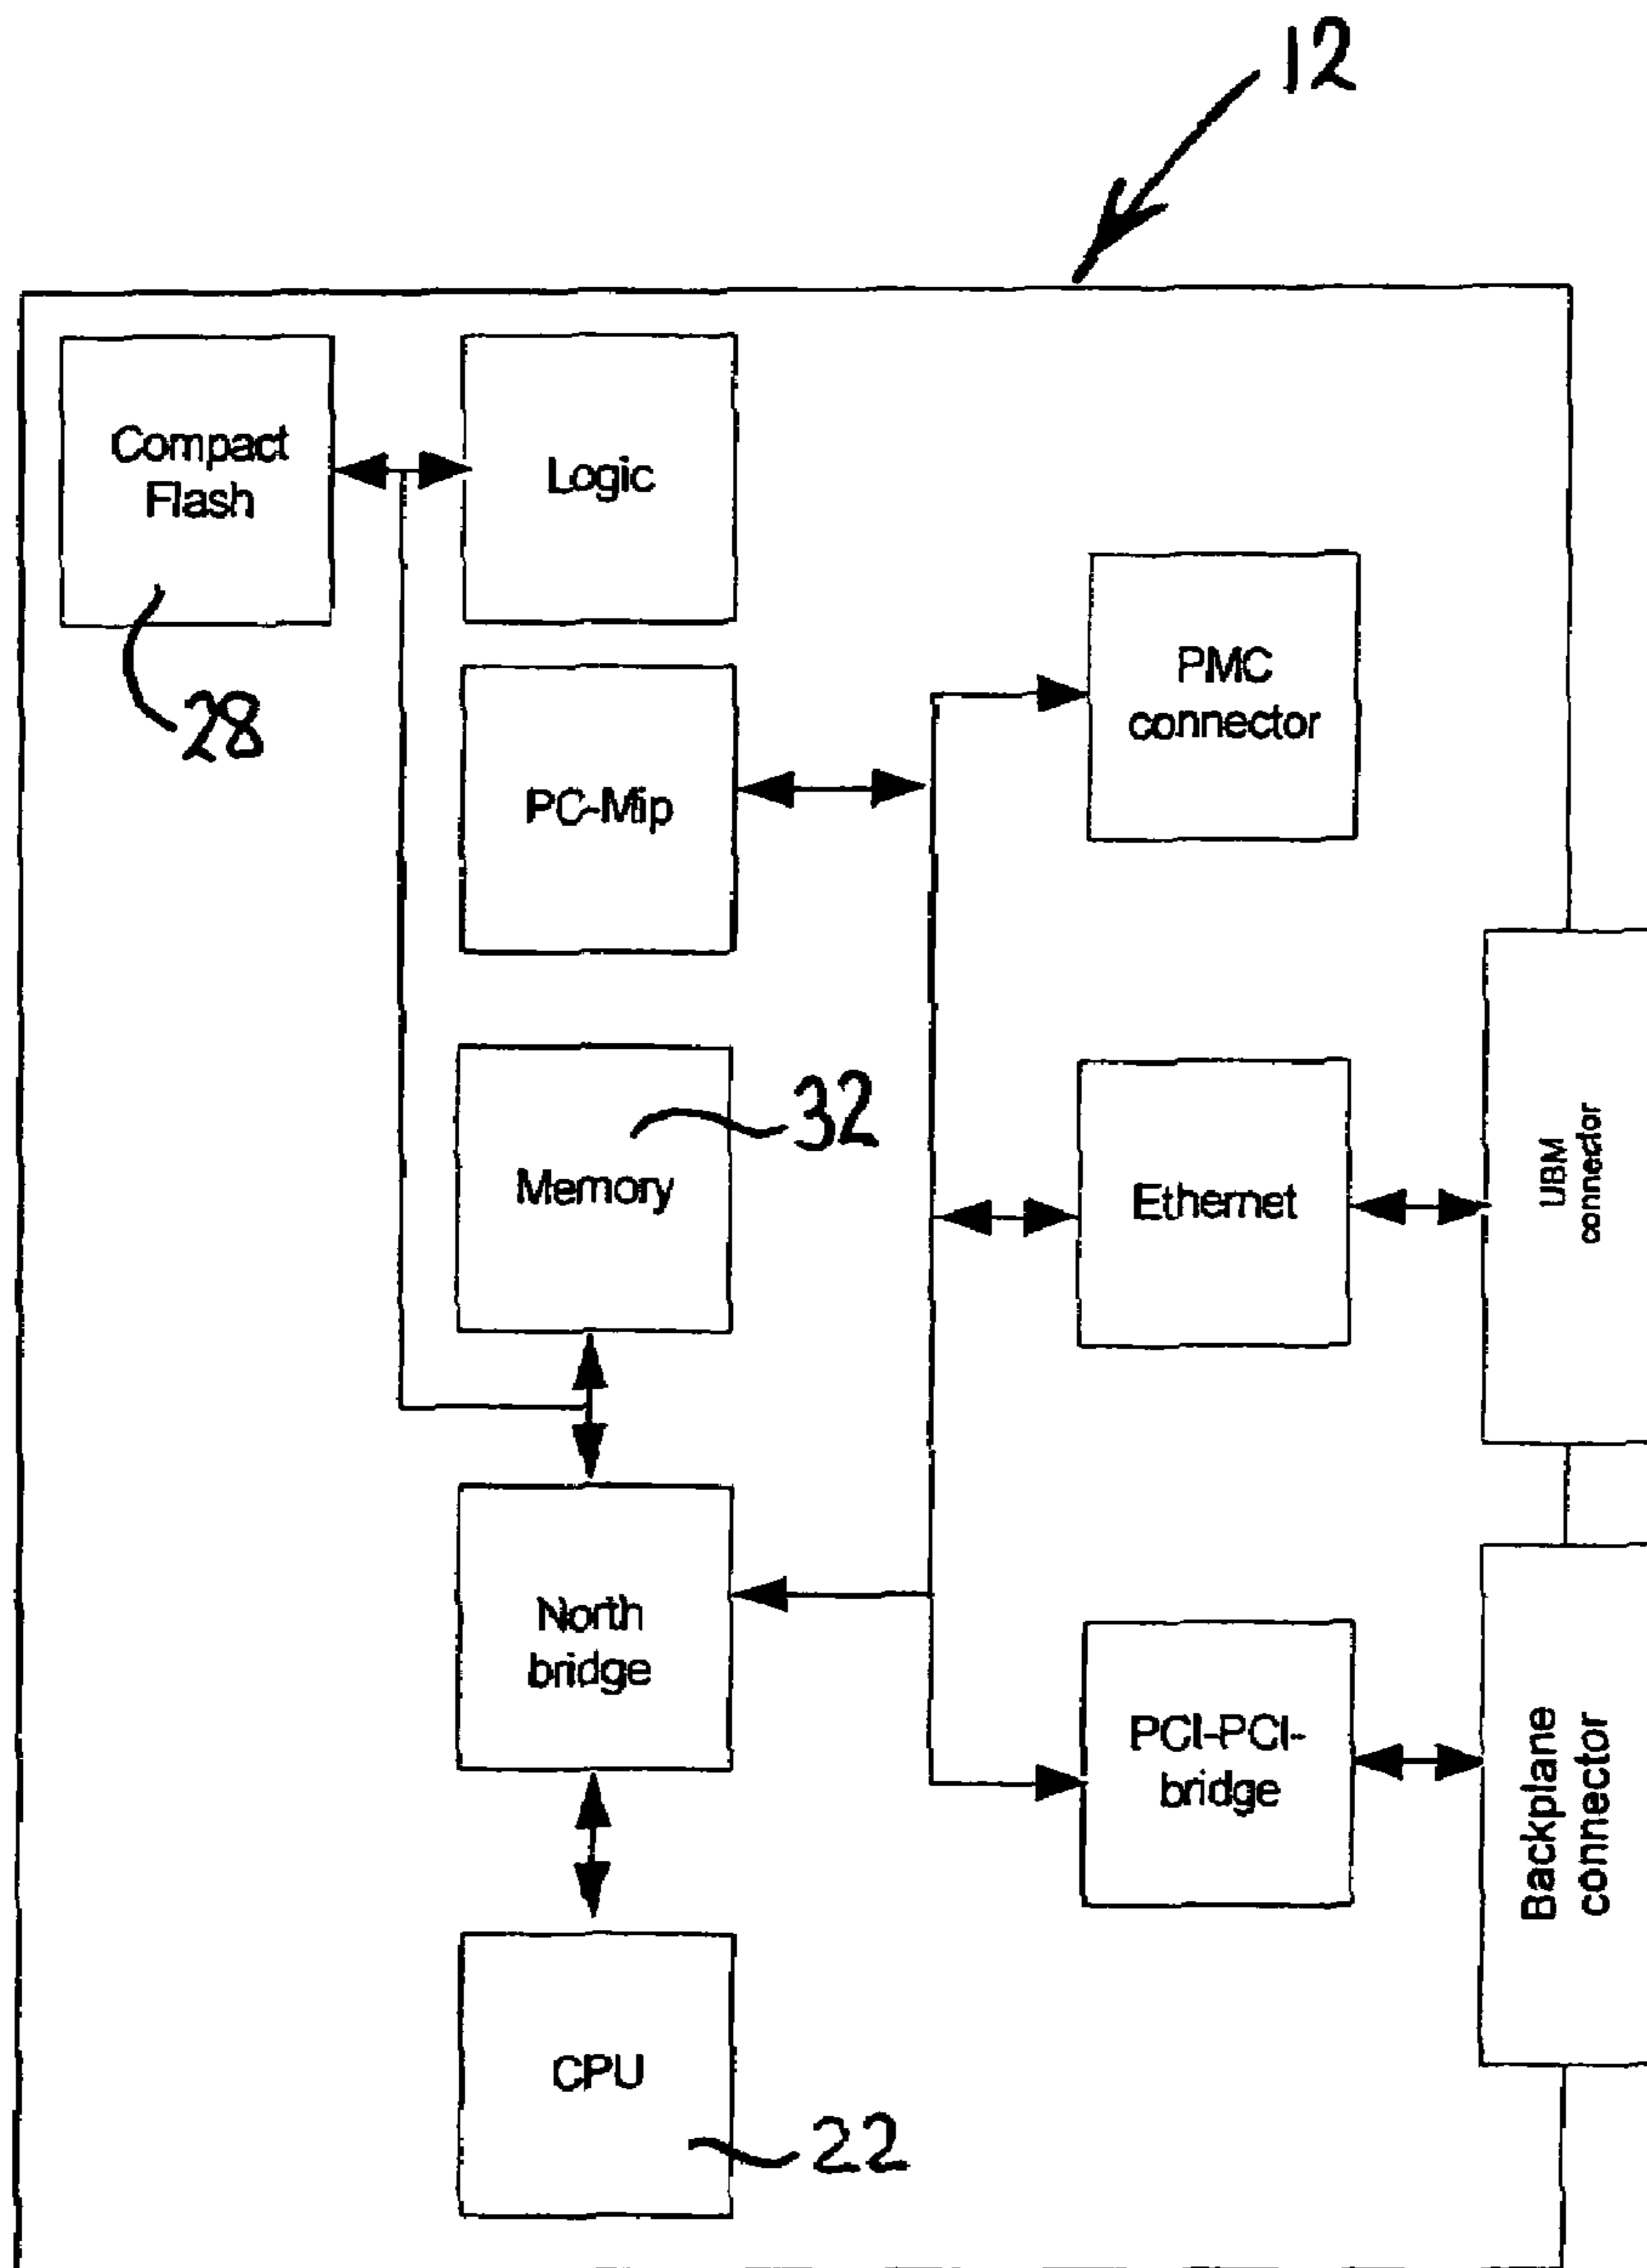 12
Compact
Flash
Logic
28
PMC
connector
PC-Mip
32
Memory
Ethernet
UBM
connector
North
bridge
PCI-PCI-
bridge
Backplane
connector
CPU
22